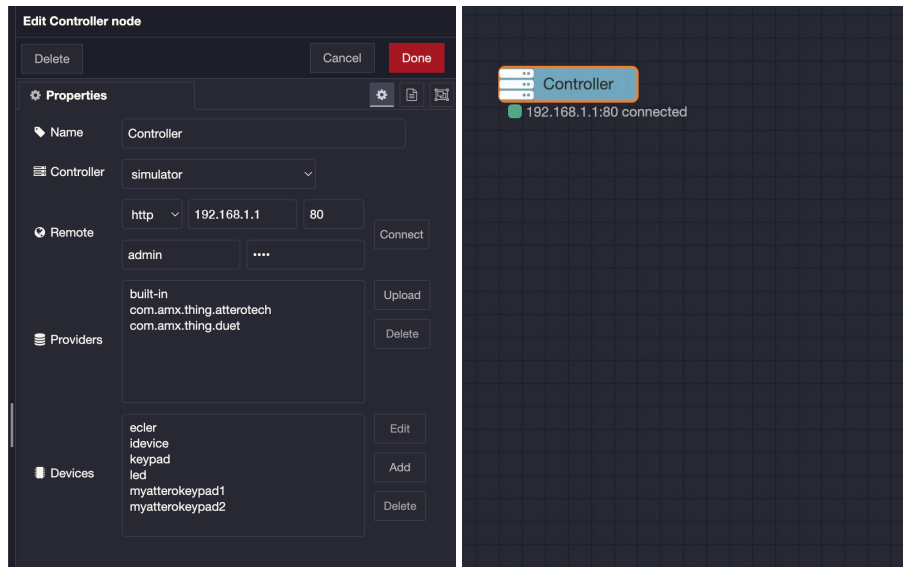 Edit Controller node
Delete
Cancel
Done
Properties
Name
Controller
Controller
simulator
Remote
http
192.168.1.1
80
admin
••••
Connect
Providers
built-in
com.amx.thing.atterotech
com.amx.thing.duet
Upload
Delete
Devices
ecler
idevice
keypad
led
myatterokeypad1
myatterokeypad2
Edit
Add
Delete
Controller
192.168.1.1:80 connected